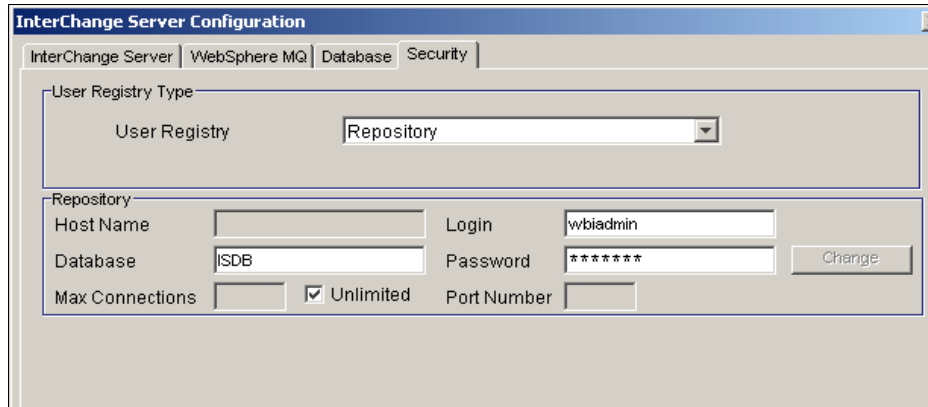 InterChange Server Configuration
InterChange Server WebSphere MQ Database Security
User Registry Type
User Registry Repository
Repository
Host Name Login wbiadmin
Database ISDB Password ******* Change
Max Connections Unlimited Port Number